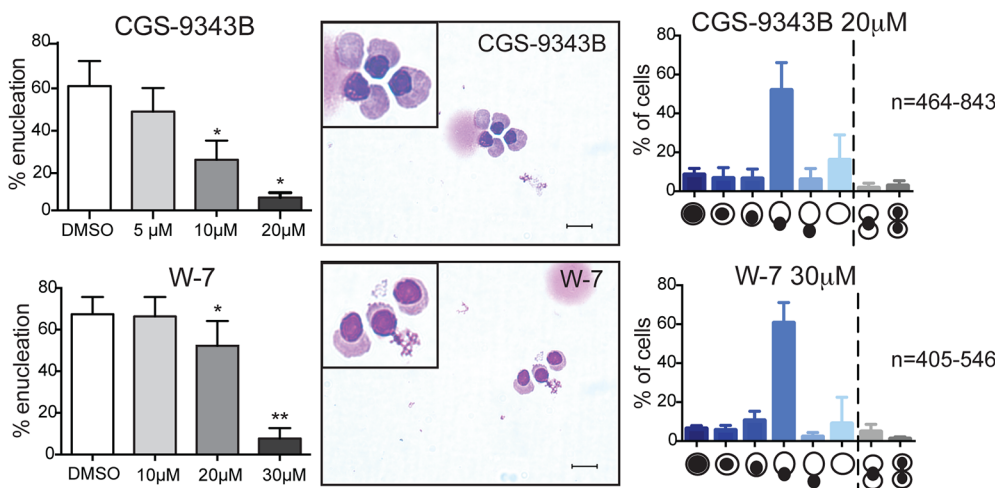 CGS-9343B
% enucleation
80
60
40
20
0
DMSO 5 µM 10µM 20µM
* *
CGS-9343B
CGS-9343B 20µM
% of cells
80
60
40
20
0
n=464-843
W-7
% enucleation
80
60
40
20
0
DMSO 10µM 20µM 30µM
* **
W-7
W-7 30µM
% of cells
80
60
40
20
0
n=405-546